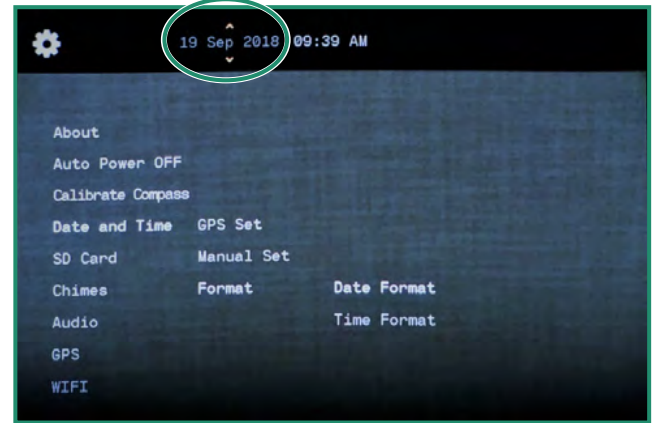 19 Sep 2018 09:39 AM
About
Auto Power OFF
Calibrate Compass
Date and Time GPS Set
SD Card Manual Set
Chimes Format Date Format
Audio Time Format
GPS
WIFI